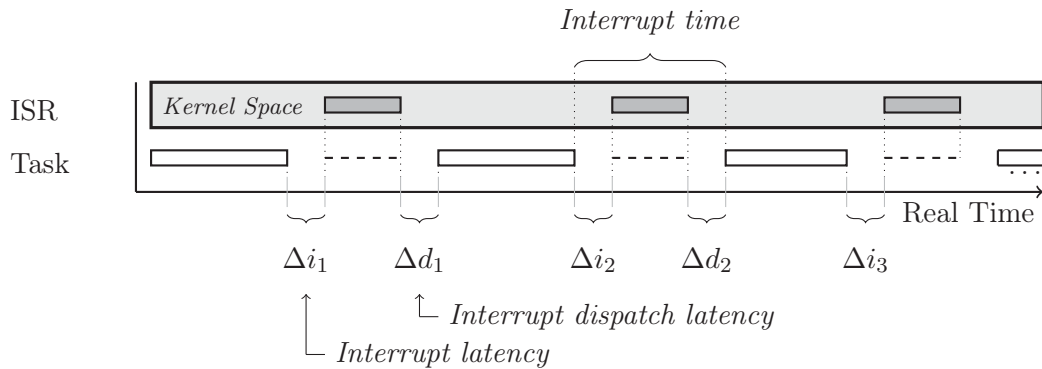 Interrupt time
ISR
Kernel Space
Task
. . .
Real Time
Δi₁ Δd₁ Δi₂ Δd₂ Δi₃
Interrupt dispatch latency
Interrupt latency